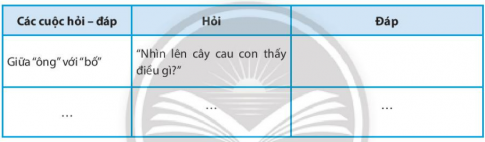 Các cuộc hỏi – đáp Hỏi Đáp
Giữa “ông” với “bố” “Nhìn lên cây cau con thấy
điều gì?”
… … …